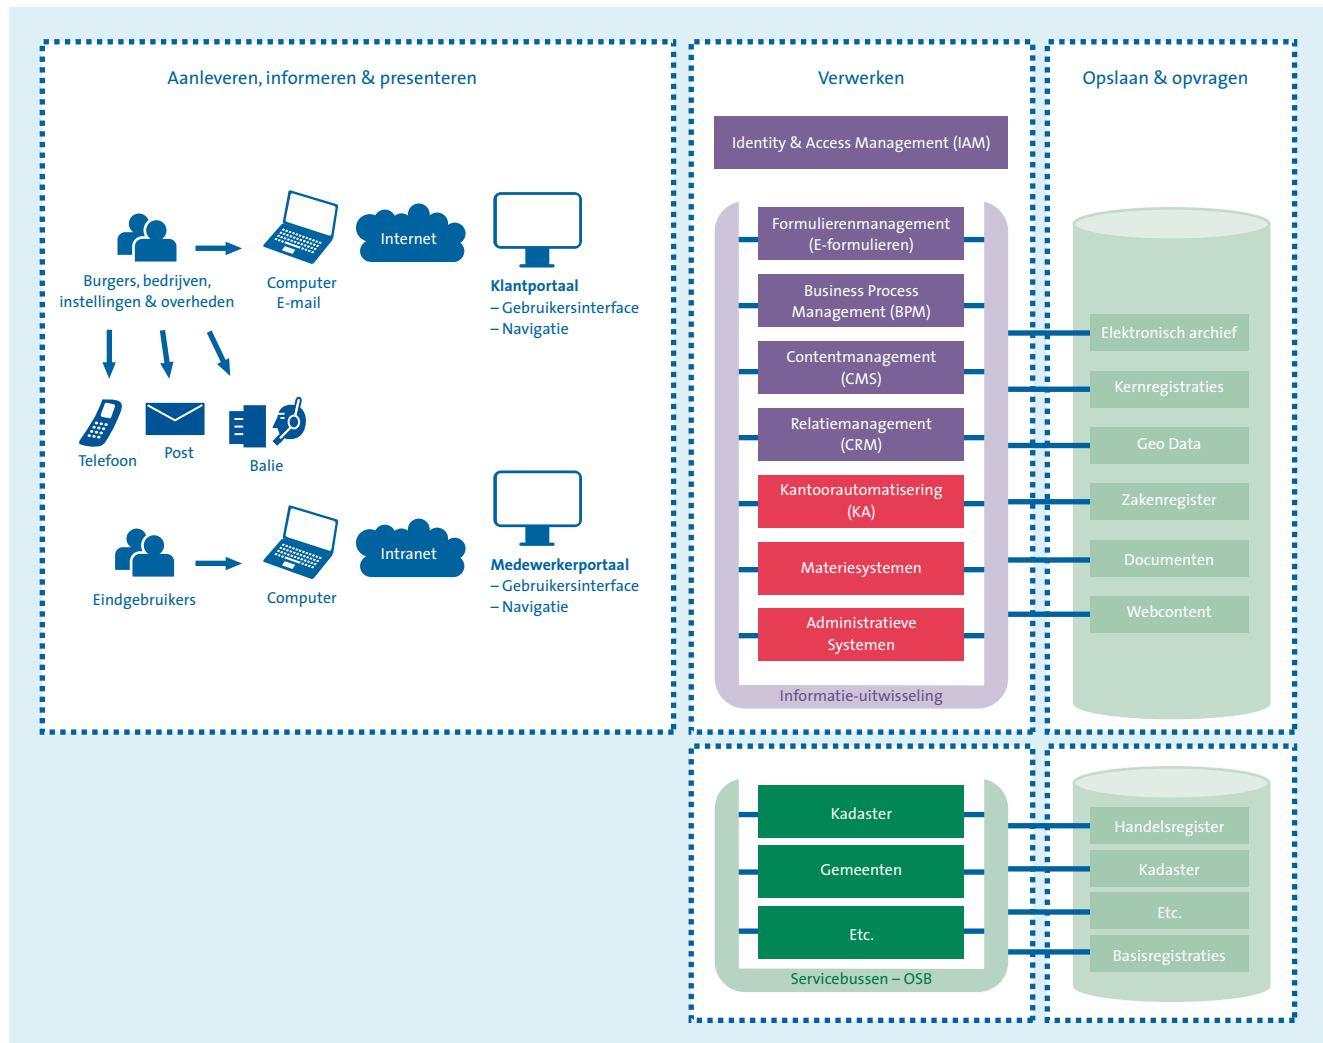 Aanleveren, informeren & presenteren
Burgers, bedrijven,
instellingen & overheden
Computer
E-mail
Internet
Klantportaal
– Gebruikersinterface
– Navigatie
Telefoon
Post
Balie
Eindgebruikers
Computer
Intranet
Medewerkerportaal
– Gebruikersinterface
– Navigatie
Verwerken
Identity & Access Management (IAM)
Formulierenmanagement
(E-formulieren)
Business Process
Management (BPM)
Contentmanagement
(CMS)
Relatiemanagement
(CRM)
Kantoorautomatisering
(KA)
Materiesystemen
Administratieve
Systemen
Informatie-uitwisseling
Opslaan & opvragen
Elektronisch archief
Kernregistraties
Geo Data
Zakenregister
Documenten
Webcontent
Kadaster
Gemeenten
Etc.
Servicebussen – OSB
Handelsregister
Kadaster
Etc.
Basisregistraties